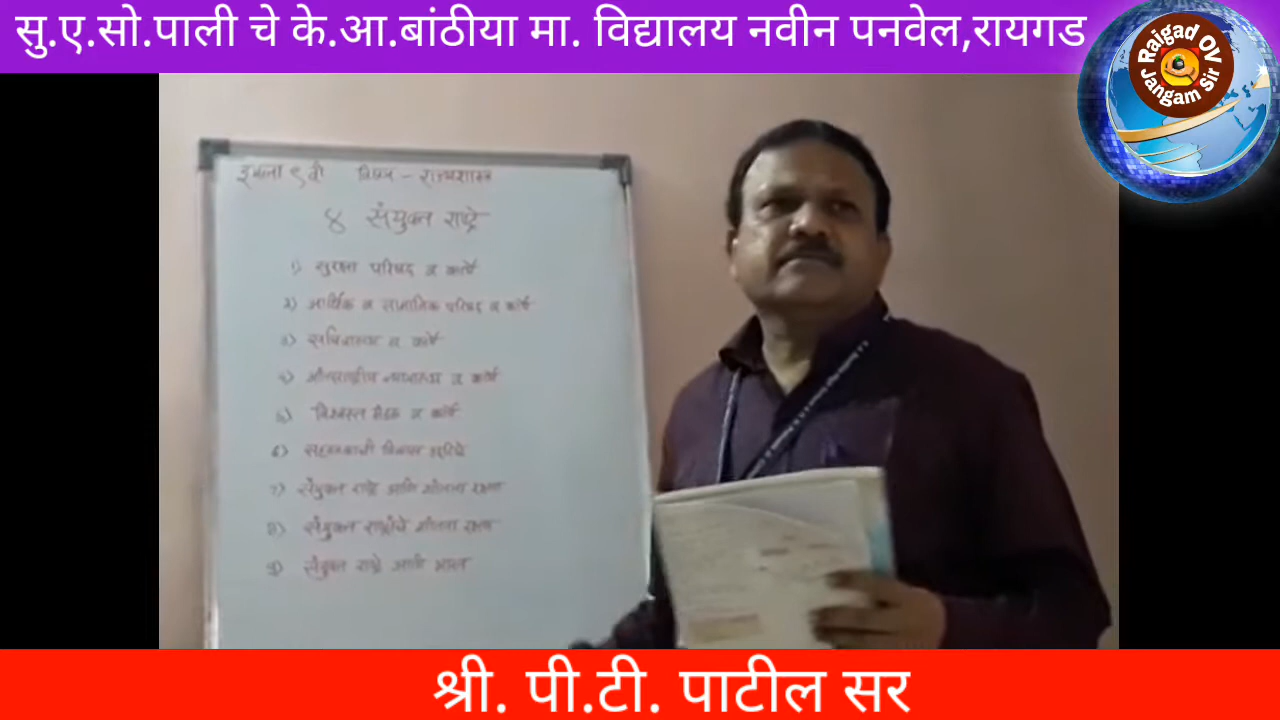 सु.ए.सो.पाली चे के.आ.बांठीया मा. विद्यालय नवीन पनवेल,रायगड
Raigad OV
Jangam Sir
इयत्ता ९ वी विषय - राज्यशास्त्र
४ संयुक्त राष्ट्रे
१) सुरक्षा परिषद व कार्ये
२) आर्थिक व सामाजिक परिषद व कार्ये
३) सचिवालय व कार्ये
४) आंतरराष्ट्रीय न्यायालय व कार्ये
५) विश्वस्त मंडळ व कार्ये
६) सहस्रकाची विकास उद्दिष्टे
७) संयुक्त राष्ट्रे आणि शांतता रक्षण
८) संयुक्त राष्ट्रांचे शांतता रक्षण
९) संयुक्त राष्ट्रे आणि भारत
श्री. पी.टी. पाटील सर